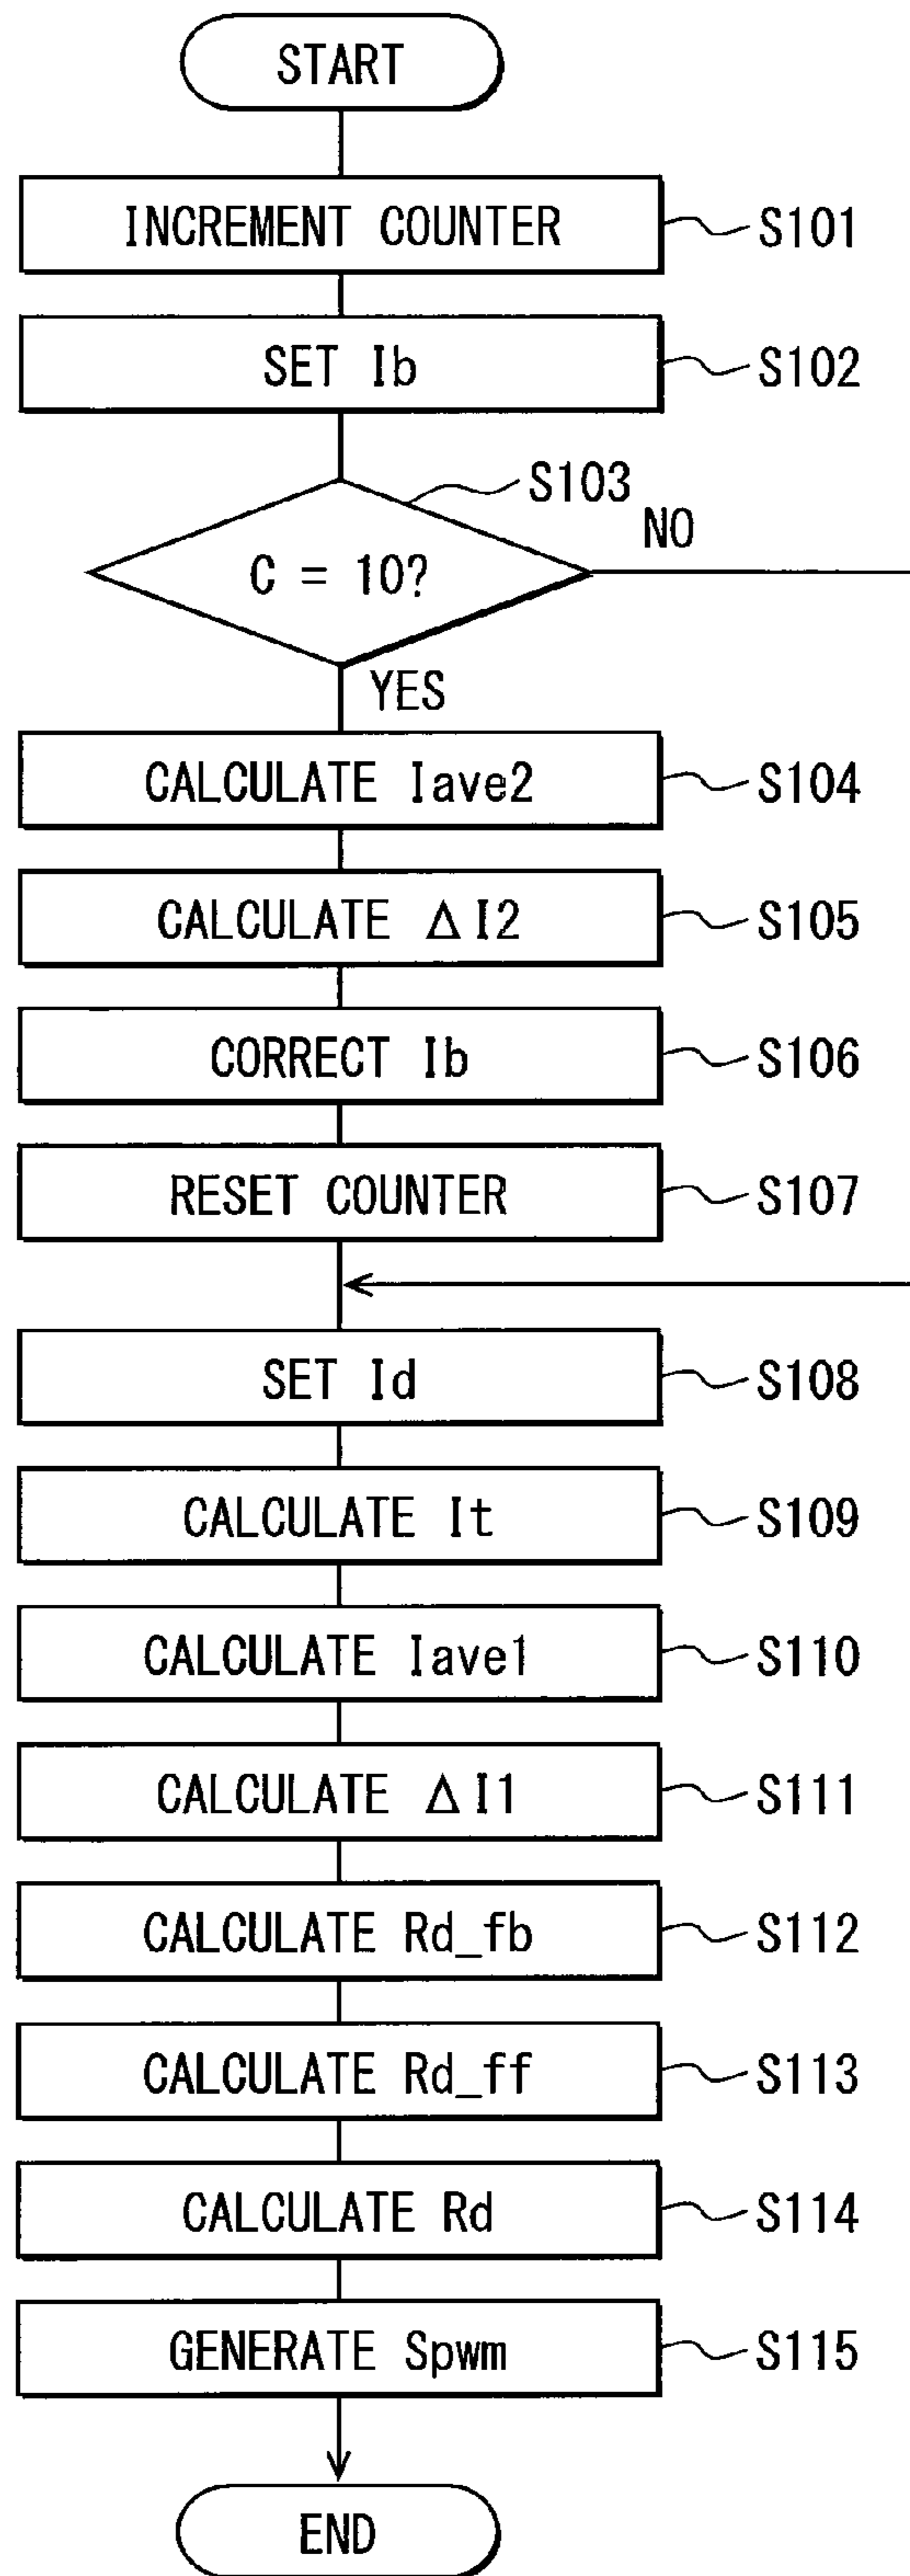 START
INCREMENT COUNTER
S101
SET Ib
S102
S103
C = 10?
NO
YES
CALCULATE Iave2
S104
CALCULATE ΔI2
S105
CORRECT Ib
S106
RESET COUNTER
S107
SET Id
S108
CALCULATE It
S109
CALCULATE Iave1
S110
CALCULATE ΔI1
S111
CALCULATE Rd_fb
S112
CALCULATE Rd_ff
S113
CALCULATE Rd
S114
GENERATE Spwm
S115
END